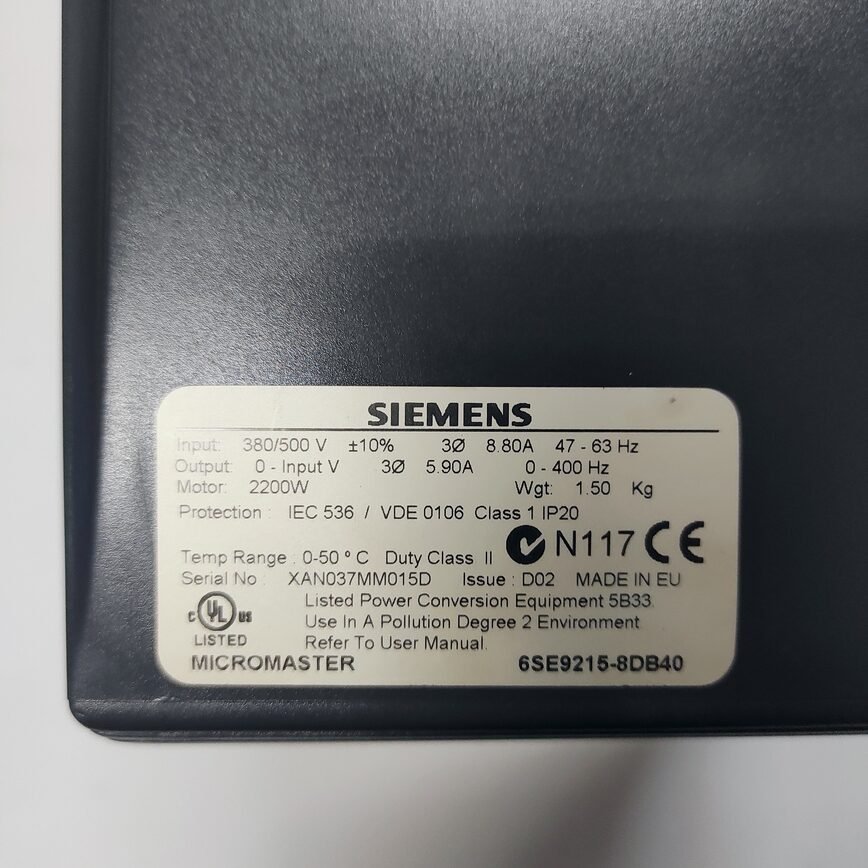 SIEMENS
Input: 380/500 V ±10% 3Ø 8.80A 47 - 63 Hz
Output: 0 - Input V 3Ø 5.90A 0 - 400 Hz
Motor: 2200W Wgt: 1.50 Kg
Protection : IEC 536 / VDE 0106 Class 1 IP20
N117 CE
Temp Range : 0-50 ° C Duty Class II
Serial No : XAN037MM015D Issue : D02 MADE IN EU
c UL us Listed Power Conversion Equipment 5B33.
Use In A Pollution Degree 2 Environment
LISTED Refer To User Manual.
MICROMASTER 6SE9215-8DB40